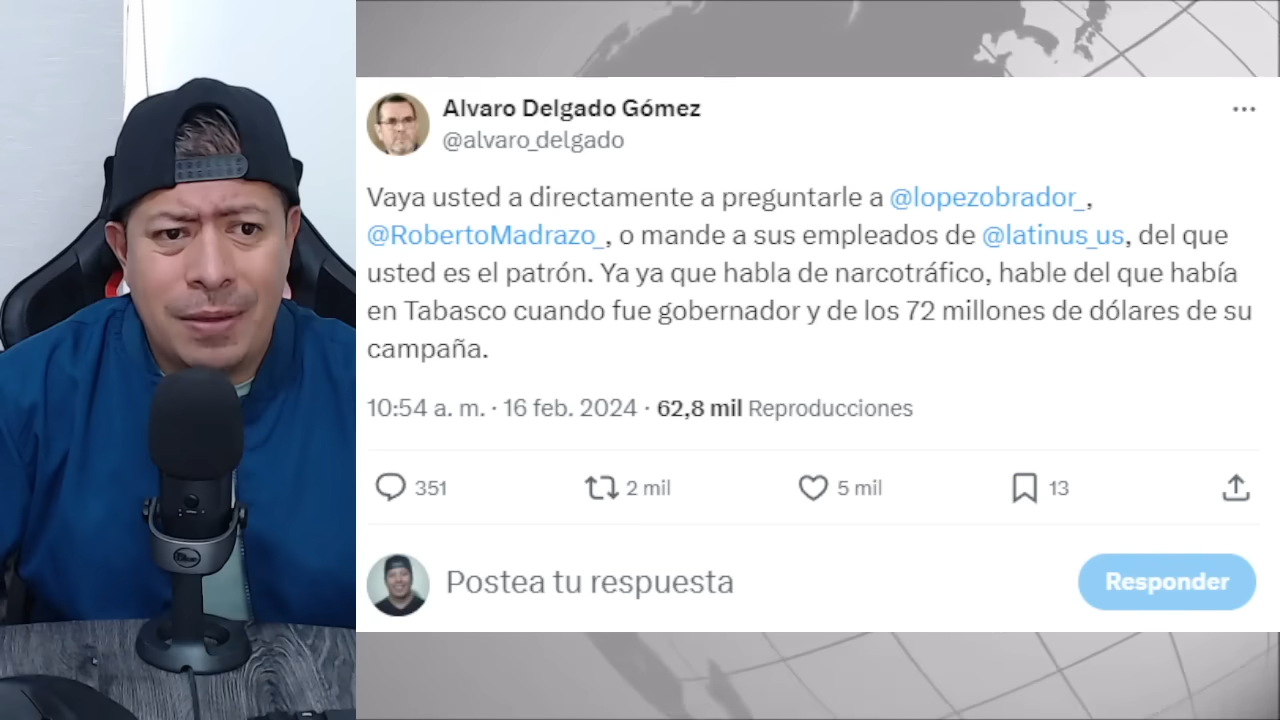 Alvaro Delgado Gómez
@alvaro_delgado
Vaya usted a directamente a preguntarle a @lopezobrador_,
@RobertoMadrazo_, o mande a sus empleados de @latinus_us, del que
usted es el patrón. Ya ya que habla de narcotráfico, hable del que había
en Tabasco cuando fue gobernador y de los 72 millones de dólares de su
campaña.
10:54 a. m. · 16 feb. 2024 · 62,8 mil Reproducciones
351
2 mil
5 mil
13
Postea tu respuesta
Responder